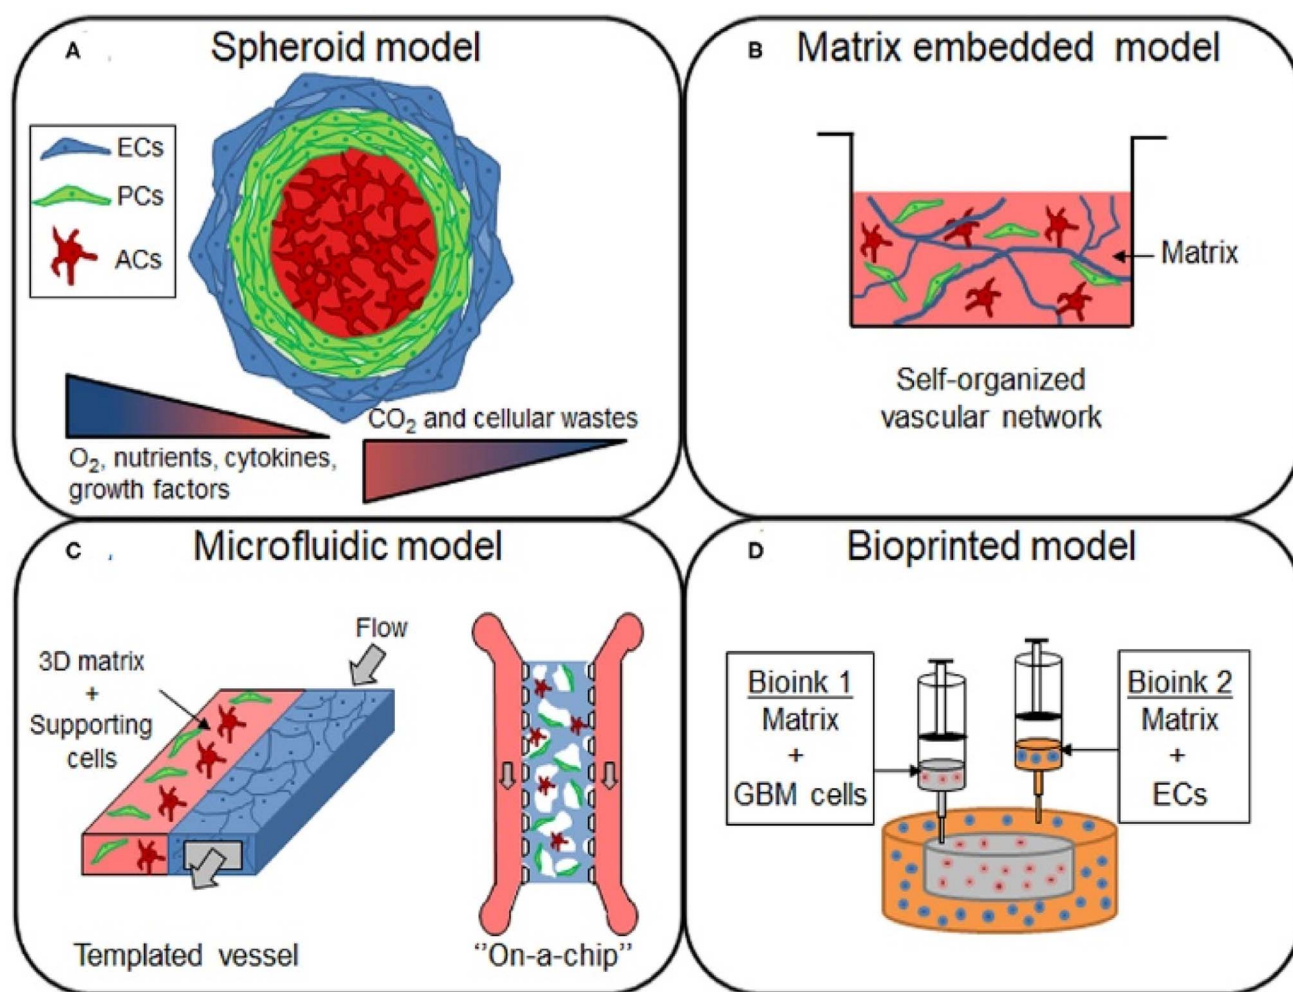 A
Spheroid model
ECs
PCs
ACs
O₂, nutrients, cytokines,
growth factors
CO₂ and cellular wastes
B
Matrix embedded model
Matrix
Self-organized
vascular network
C
Microfluidic model
3D matrix
+
Supporting
cells
Flow
Templated vessel
‘’On-a-chip’’
D
Bioprinted model
Bioink 1
Matrix
+
GBM cells
Bioink 2
Matrix
+
ECs